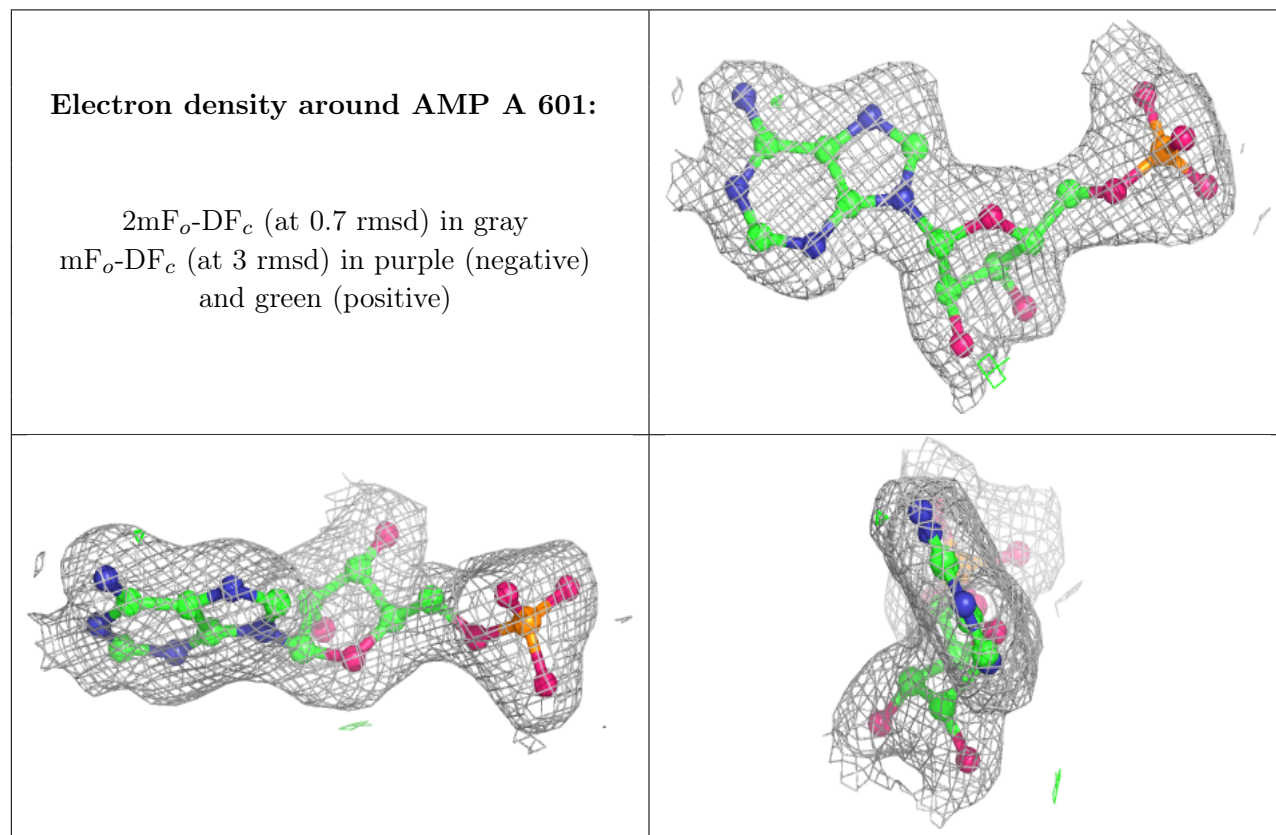 Electron density around AMP A 601:
2mFo-DFc (at 0.7 rmsd) in gray
mFo-DFc (at 3 rmsd) in purple (negative)
and green (positive)